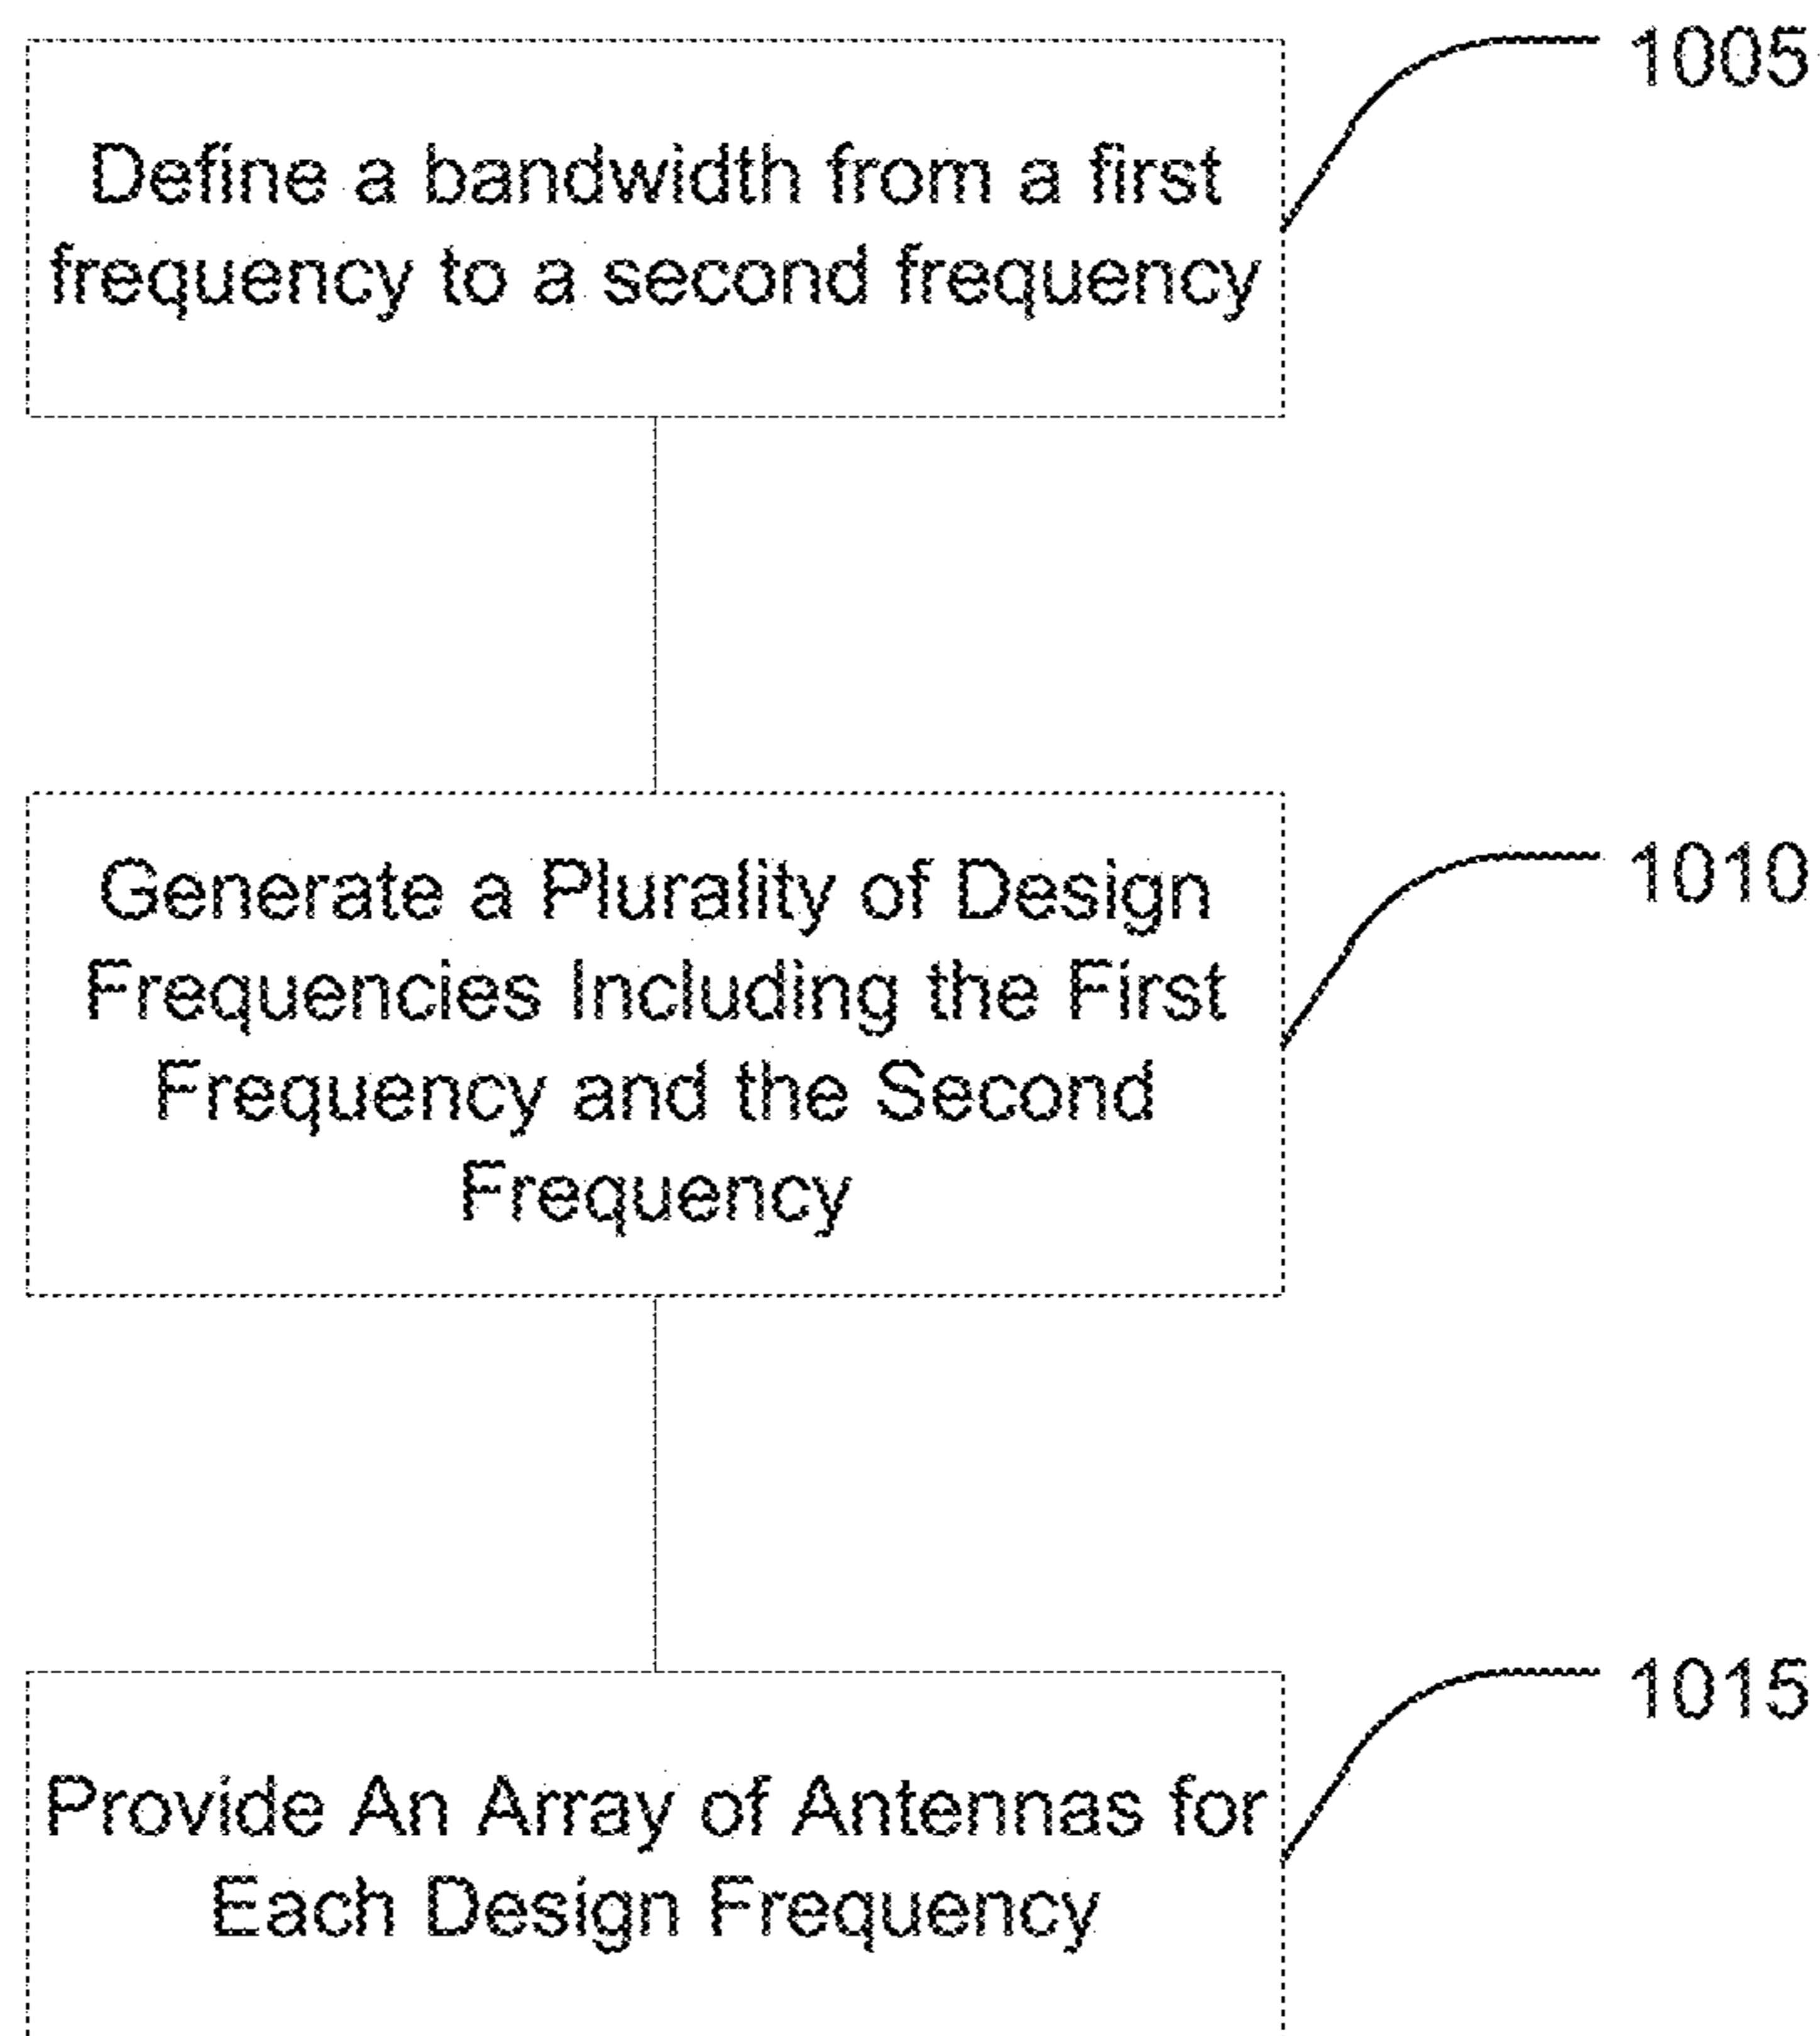 1005
Define a bandwidth from a first
frequency to a second frequency
1010
Generate a Plurality of Design
Frequencies Including the First
Frequency and the Second
Frequency
1015
Provide An Array of Antennas for
Each Design Frequency